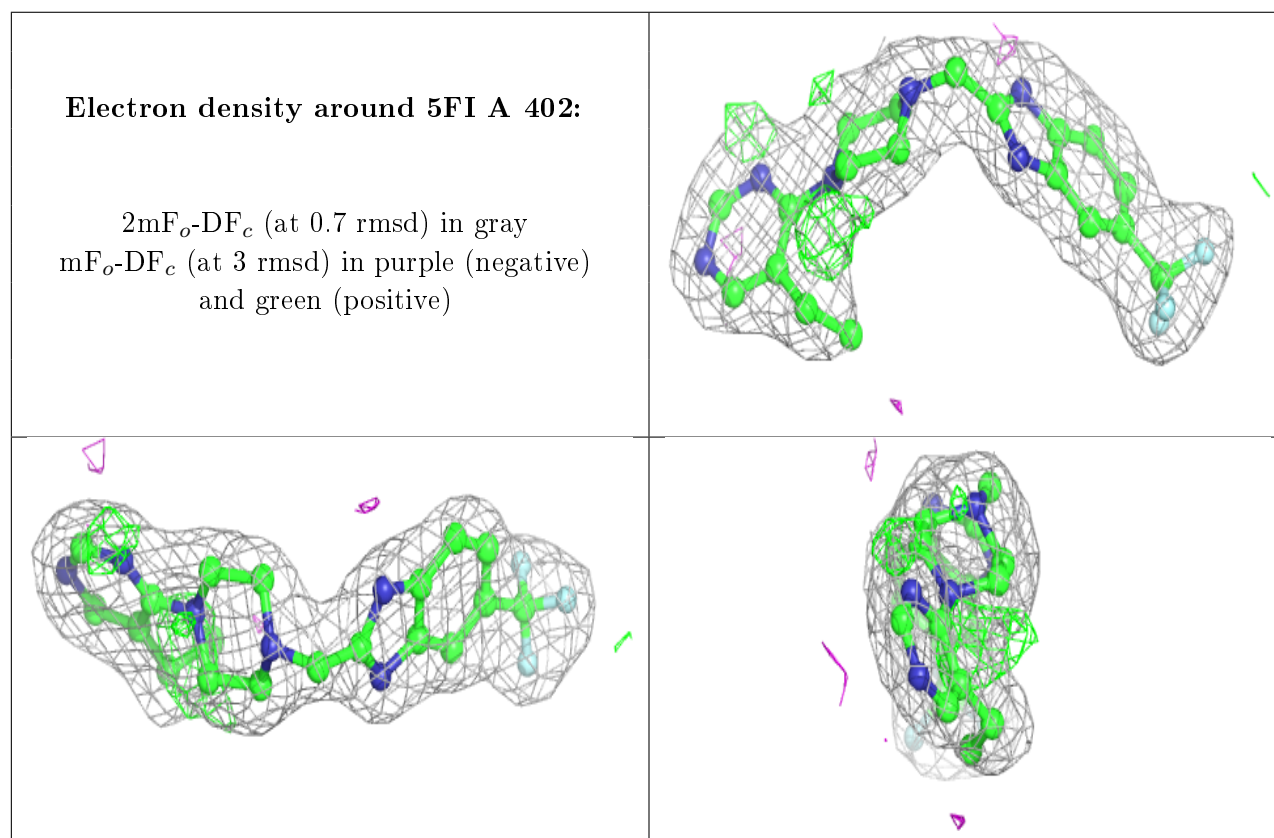 Electron density around 5FI A 402:
2mFₒ-DF𝒸 (at 0.7 rmsd) in gray
mFₒ-DF𝒸 (at 3 rmsd) in purple (negative)
and green (positive)